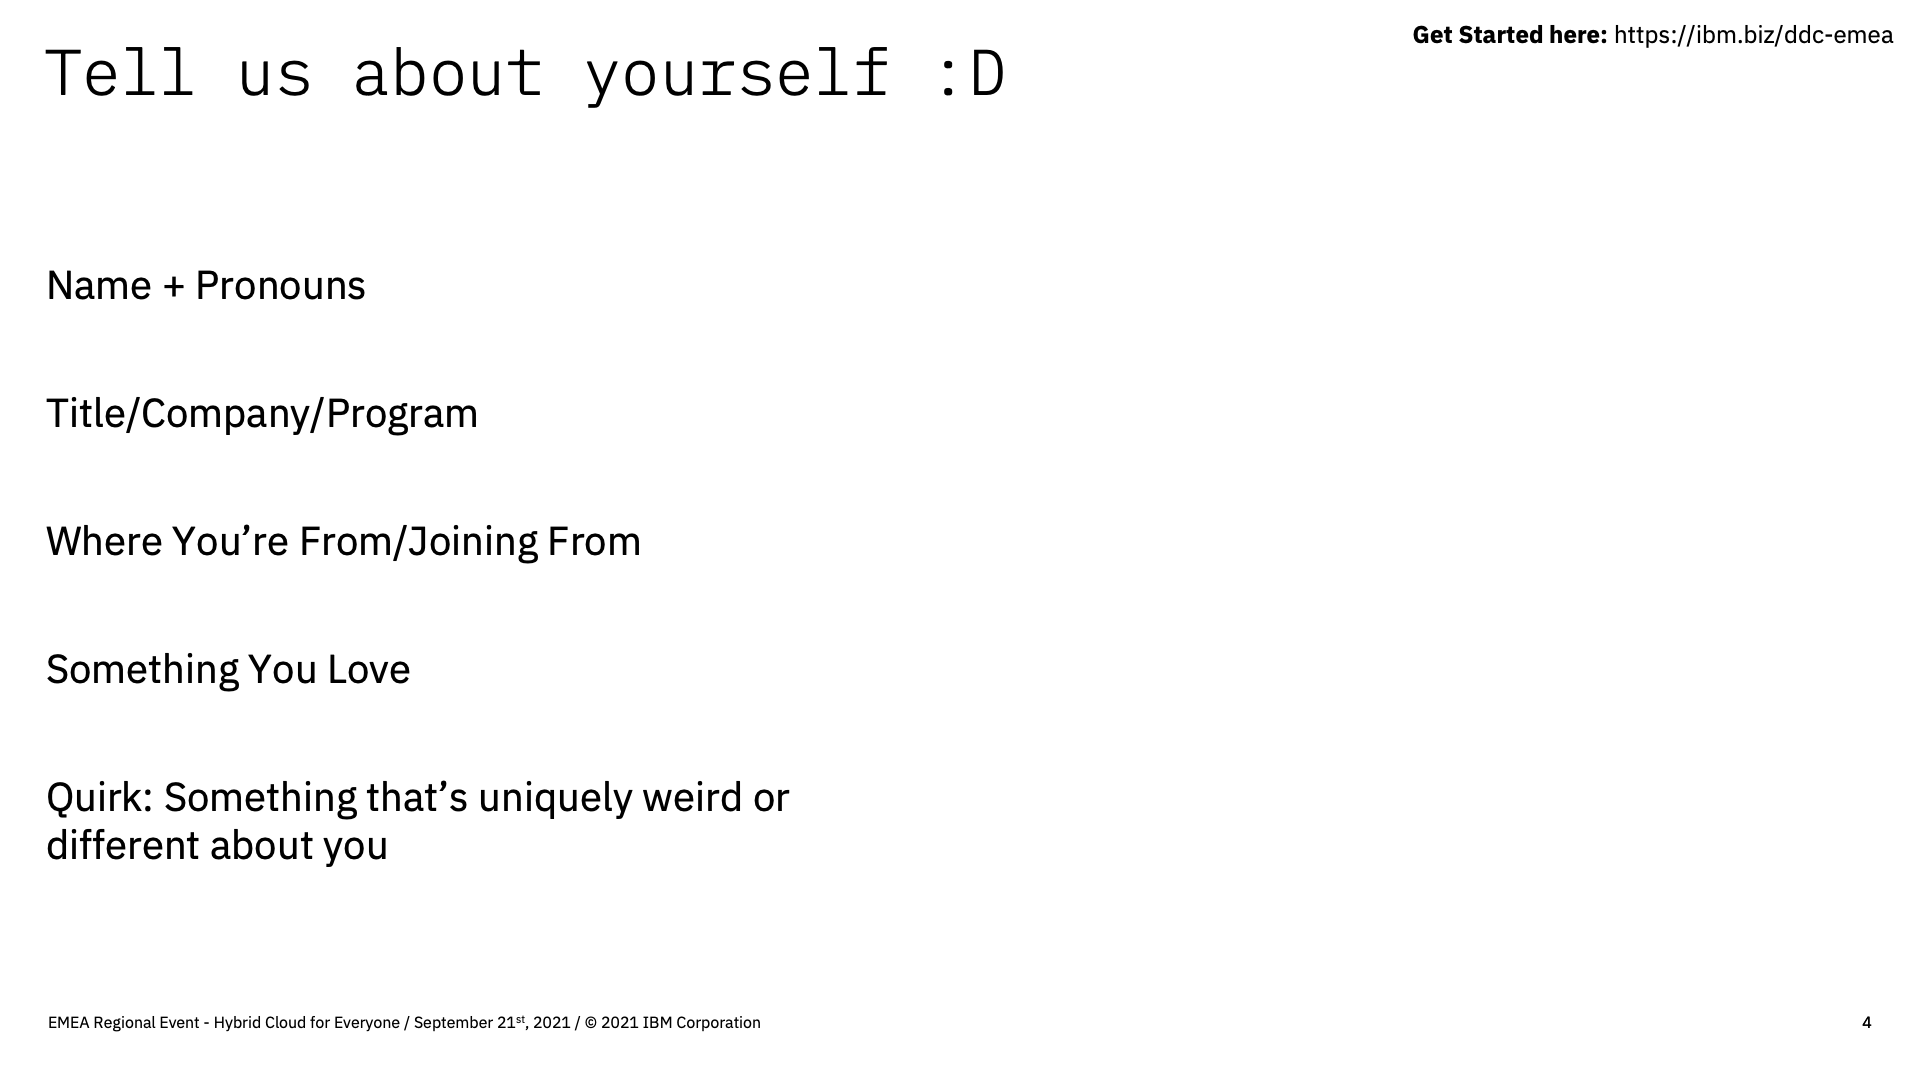 Get Started here: https://ibm.biz/ddc-emea
Tell us about yourself :D
Name + Pronouns
Title/Company/Program
Where You’re From/Joining From
Something You Love
Quirk: Something that’s uniquely weird or
different about you
EMEA Regional Event - Hybrid Cloud for Everyone / September 21st, 2021 / © 2021 IBM Corporation
4